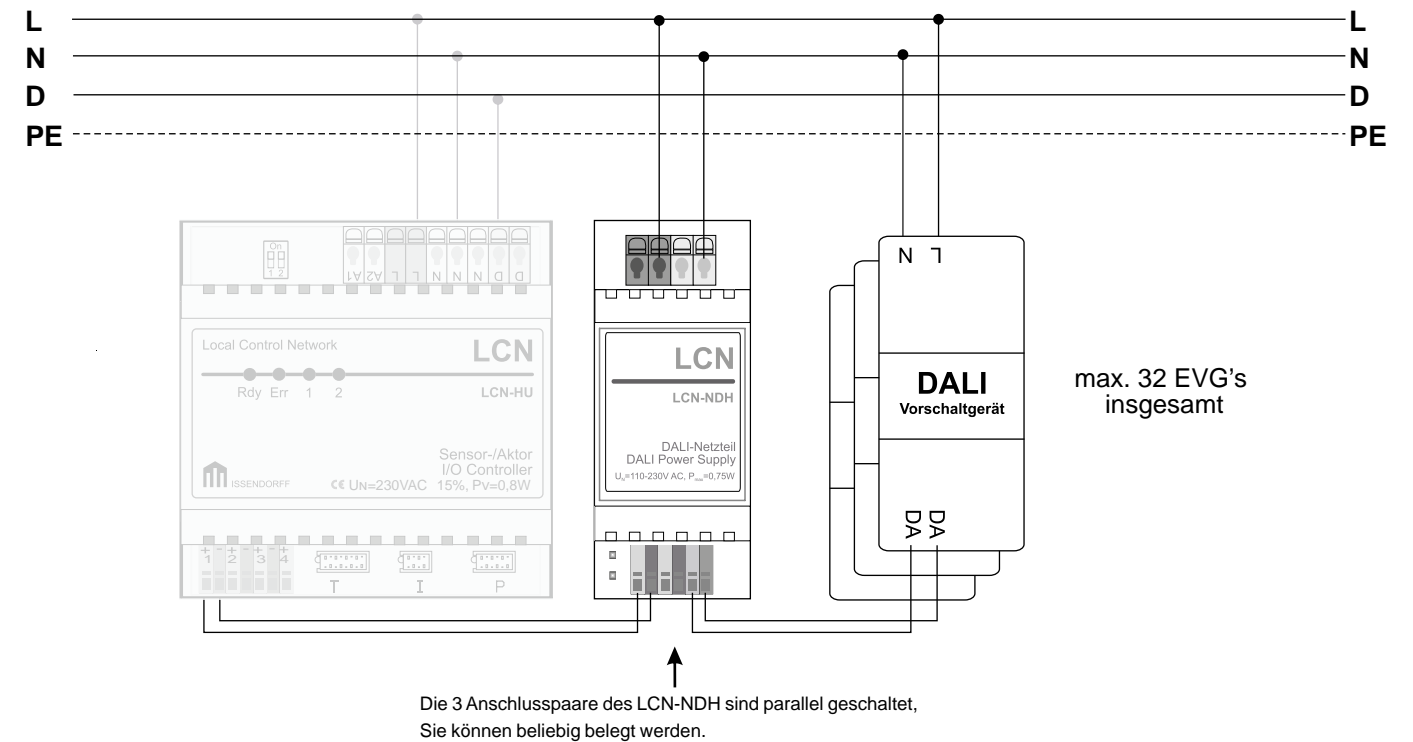 L L
N N
D D
PE PE
On
1 2
A1 A2 L L N N N D D
N L
Local Control Network LCN
Rdy Err 1 2
LCN-HU
Sensor-/Aktor
I/O Controller
ISSENDORFF CE UN=230VAC 15%, PV=0,8W
LCN
LCN-NDH
DALI-Netzteil
DALI Power Supply
DALI
Vorschaltgerät
max. 32 EVG's
insgesamt
DA DA
+ - + - + - +
1 2 3 4
T I P
Die 3 Anschlusspaare des LCN-NDH sind parallel geschaltet,
Sie können beliebig belegt werden.